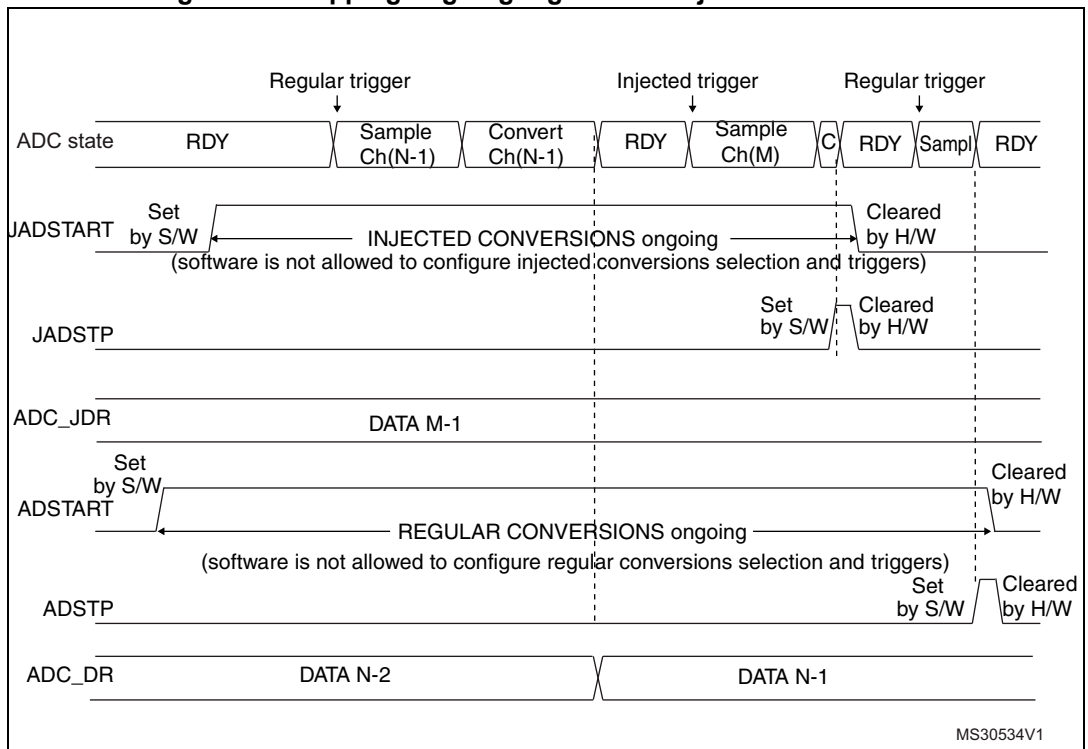 Regular trigger Injected trigger Regular trigger
ADC state RDY Sample Ch(N-1) Convert Ch(N-1) RDY Sample Ch(M) C RDY Sampl RDY
JADSTART Set by S/W INJECTED CONVERSIONS ongoing Cleared by H/W
(software is not allowed to configure injected conversions selection and triggers)
JADSTP Set by S/W Cleared by H/W
ADC_JDR DATA M-1
ADSTART Set by S/W REGULAR CONVERSIONS ongoing Cleared by H/W
(software is not allowed to configure regular conversions selection and triggers)
ADSTP Set by S/W Cleared by H/W
ADC_DR DATA N-2 DATA N-1
MS30534V1